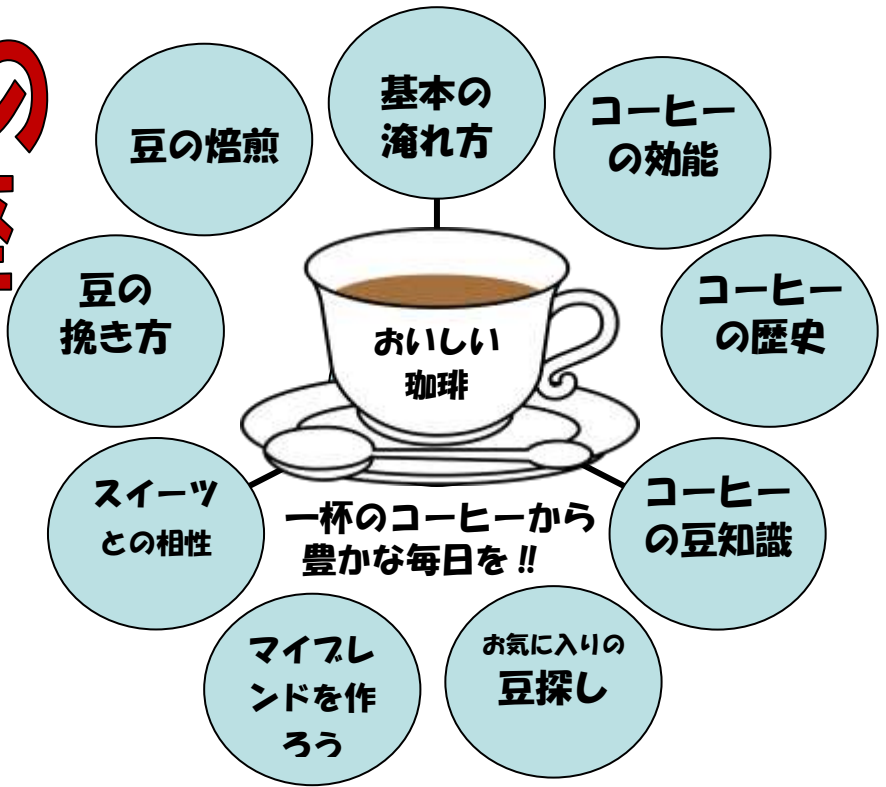 の
基本の
淹れ方
コーヒー
の効能
コーヒー
の歴史
コーヒー
の豆知識
お気に入りの
豆探し
マイブレ
ンドを作
ろう
スイーツ
との相性
豆の
挽き方
豆の焙煎
おいしい
珈琲
一杯のコーヒーから
豊かな毎日を!!